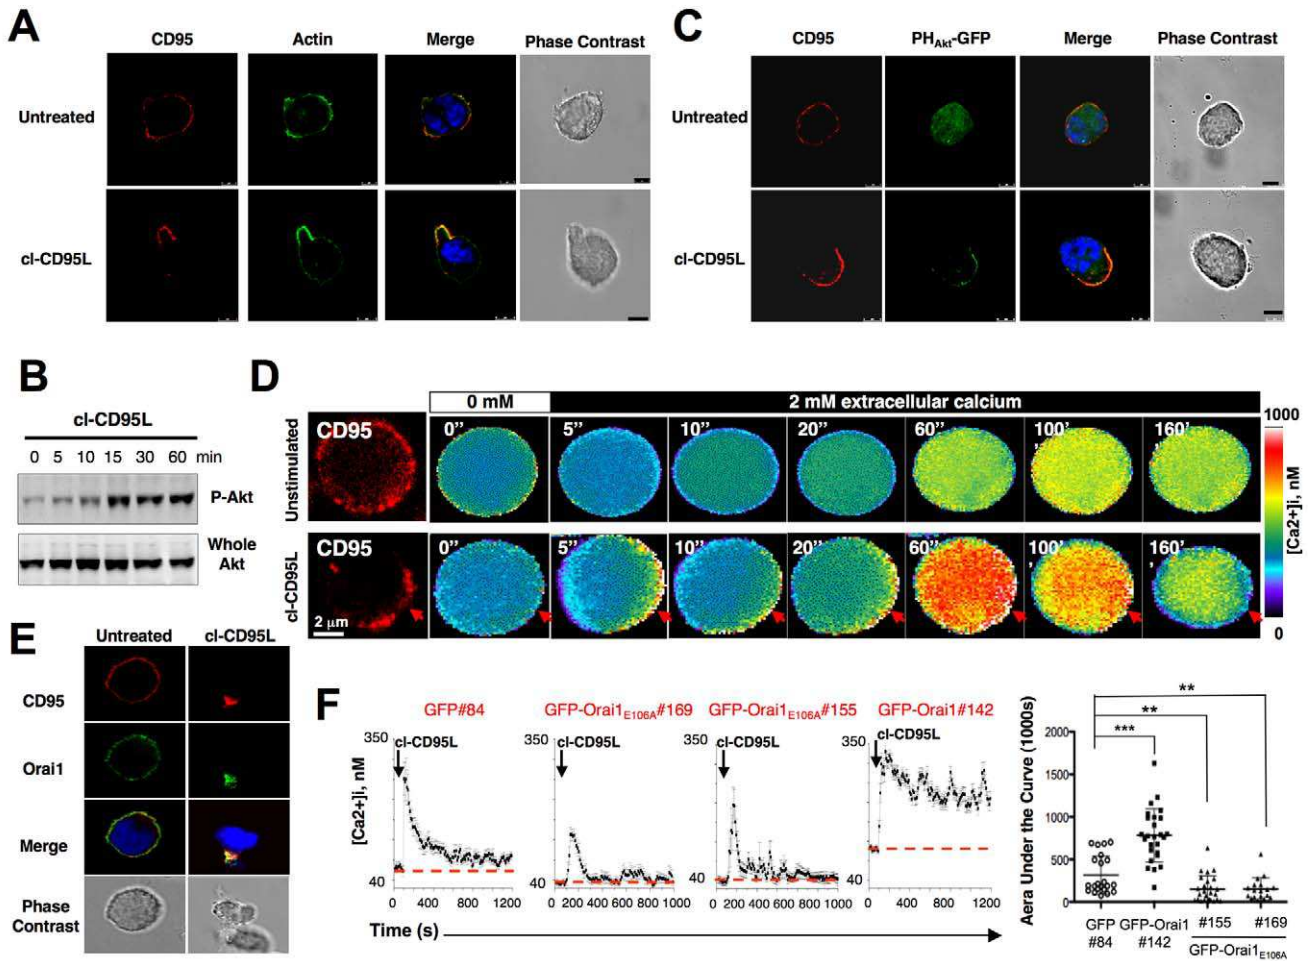 A
CD95 Actin Merge Phase Contrast
Untreated
cl-CD95L
C
CD95 PHAkt-GFP Merge Phase Contrast
Untreated
cl-CD95L
B
cl-CD95L
0 5 10 15 30 60 min
P-Akt
Whole
Akt
D
0 mM 2 mM extracellular calcium
Unstimulated
CD95 0’’ 5’’ 10’’ 20’’ 60’’ 100’ 160’
’ ’
cl-CD95L
CD95 0’’ 5’’ 10’’ 20’’ 60’’ 100’ 160’
’ ’
2 µm
1000
[Ca2+]i, nM
0
E
Untreated cl-CD95L
CD95
Orai1
Merge
Phase
Contrast
F
GFP#84 GFP-Orai1E106A#169 GFP-Orai1E106A#155 GFP-Orai1#142
350 cl-CD95L 350 cl-CD95L 350 cl-CD95L 350 cl-CD95L
[Ca2+]i, nM
40 40 40 40
0 400 800 1200 0 200 400 600 800 1000 0 200 400 600 800 1000 0 400 800 1200
Time (s)
Aera Under the Curve (1000s)
**
**
***
2000
1500
1000
500
0
GFP GFP-Orai1 #155 #169
#84 #142 GFP-Orai1E106A